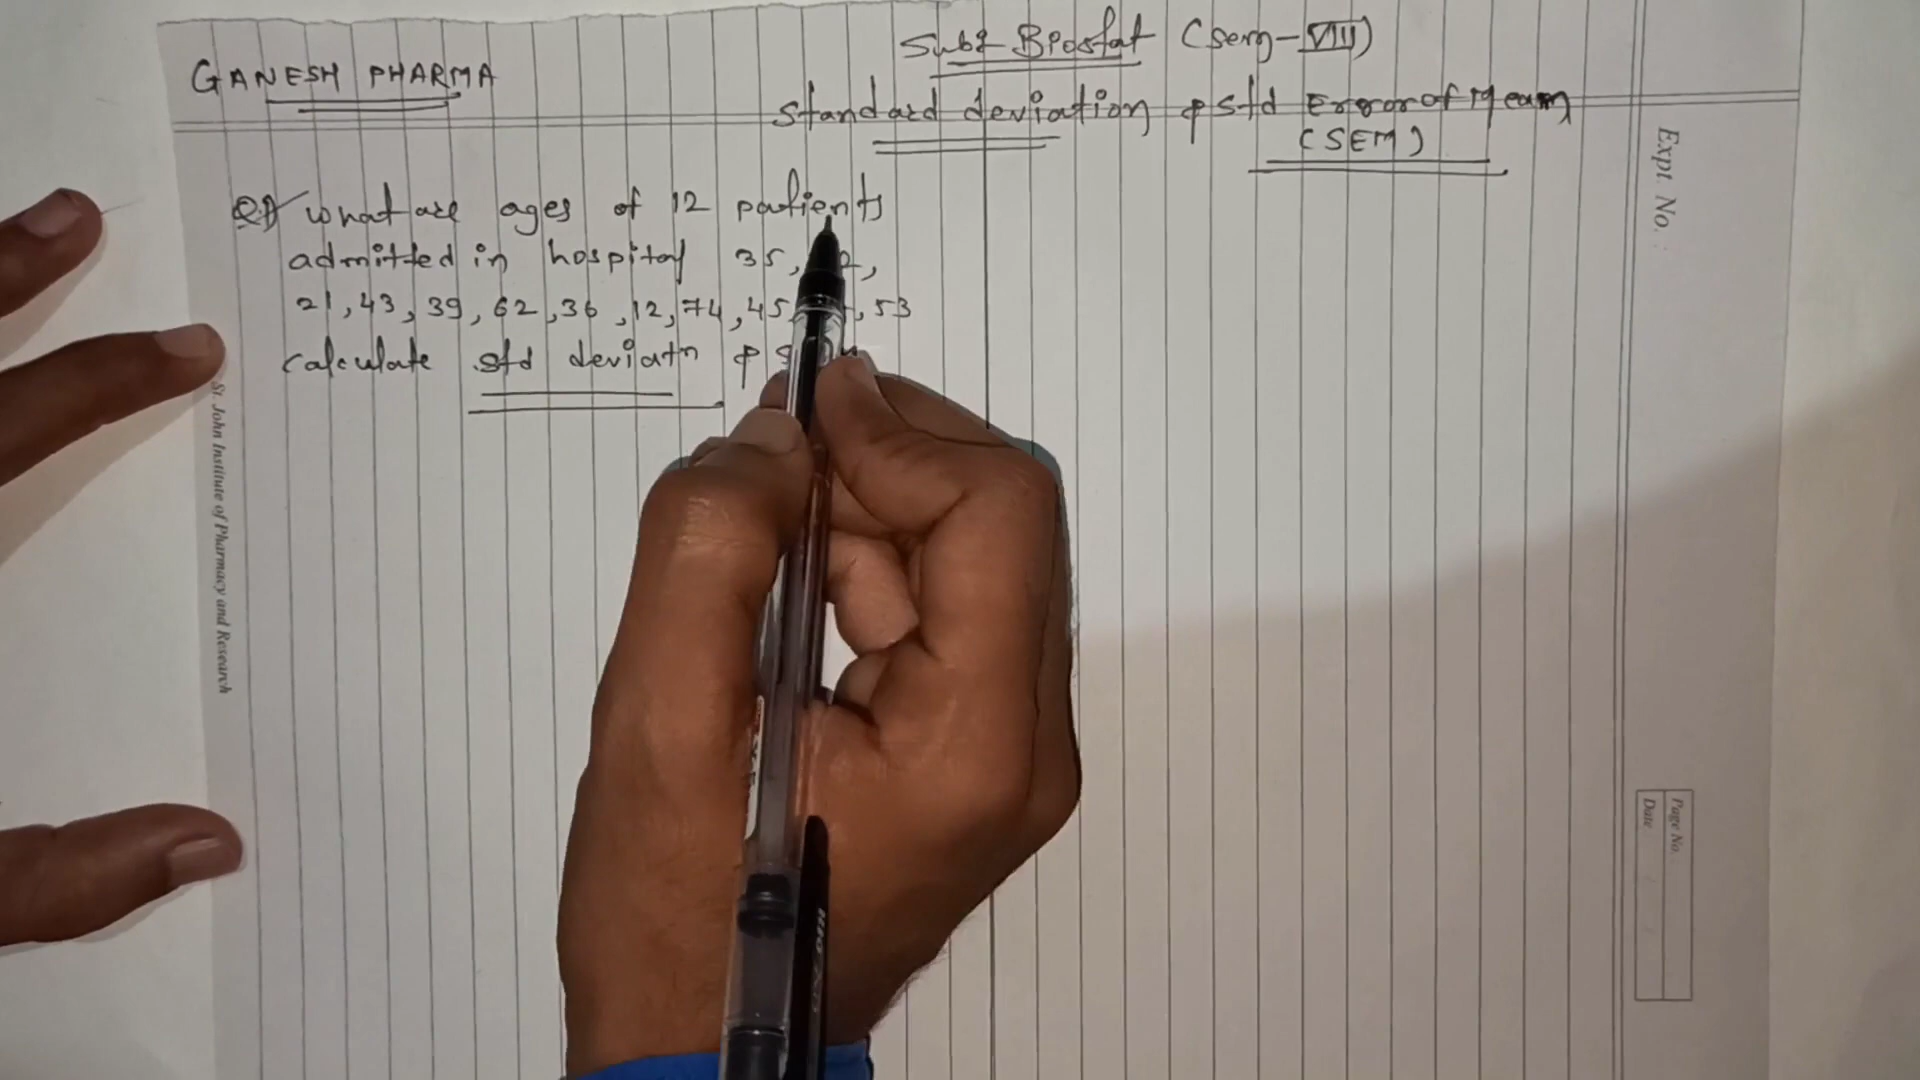 GANESH PHARMA
Sub:- Biostat (Sem-VIII)
Standard deviation & Std Error of Mean
(SEM)
Q1) What are ages of 12 patients
admitted in hospital 35,
21, 43, 39, 62, 36, 12, 74, 45, 53
calculate std deviatn &
Expt. No.
St. John Institute of Pharmacy and Research
Page No.
Date